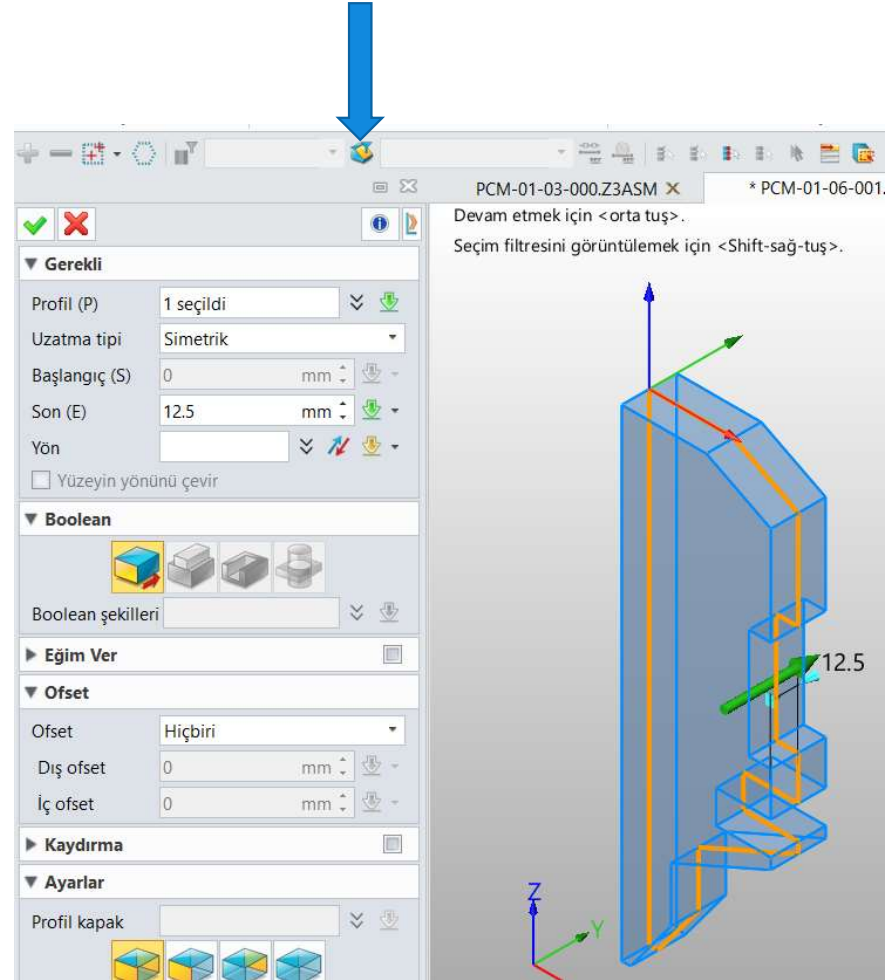 PCM-01-03-000.Z3ASM
* PCM-01-06-001.
Devam etmek için <orta tuş>.
Seçim filtresini görüntülemek için <Shift-sağ-tuş>.
Gerekli
Profil (P) 1 seçildi
Uzatma tipi Simetrik
Başlangıç (S) 0 mm
Son (E) 12.5 mm
Yön
Yüzeyin yönünü çevir
Boolean
Boolean şekilleri
Eğim Ver
Ofset
Ofset Hiçbiri
Dış ofset 0 mm
İç ofset 0 mm
Kaydırma
Ayarlar
Profil kapak
12.5
Z
Y